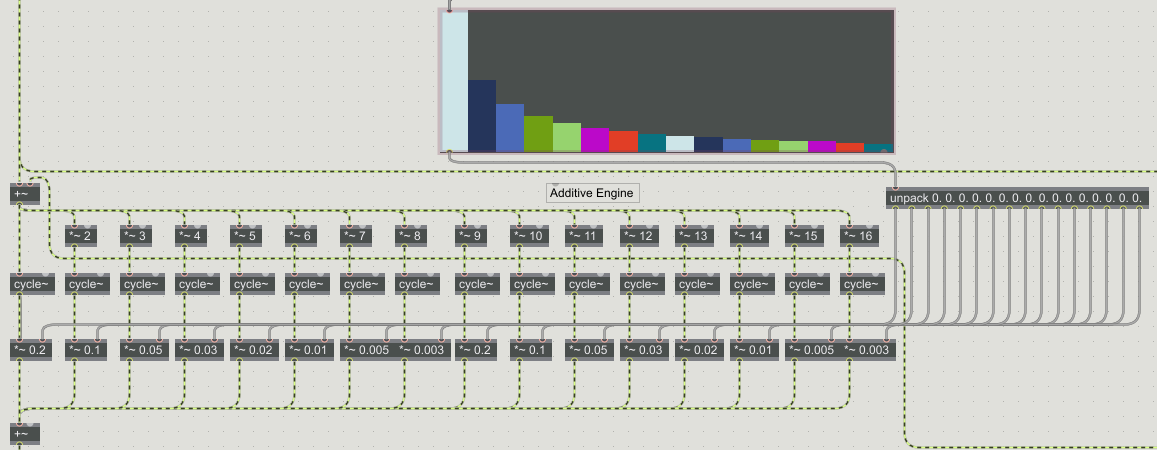 Additive Engine
unpack 0. 0. 0. 0. 0. 0. 0. 0. 0. 0. 0. 0. 0. 0. 0. 0.
+~
*~ 2 *~ 3 *~ 4 *~ 5 *~ 6 *~ 7 *~ 8 *~ 9 *~ 10 *~ 11 *~ 12 *~ 13 *~ 14 *~ 15 *~ 16
cycle~ cycle~ cycle~ cycle~ cycle~ cycle~ cycle~ cycle~ cycle~ cycle~ cycle~ cycle~ cycle~ cycle~ cycle~ cycle~
*~ 0.2 *~ 0.1 *~ 0.05 *~ 0.03 *~ 0.02 *~ 0.01 *~ 0.005 *~ 0.003 *~ 0.2 *~ 0.1 *~ 0.05 *~ 0.03 *~ 0.02 *~ 0.01 *~ 0.005 *~ 0.003
+~